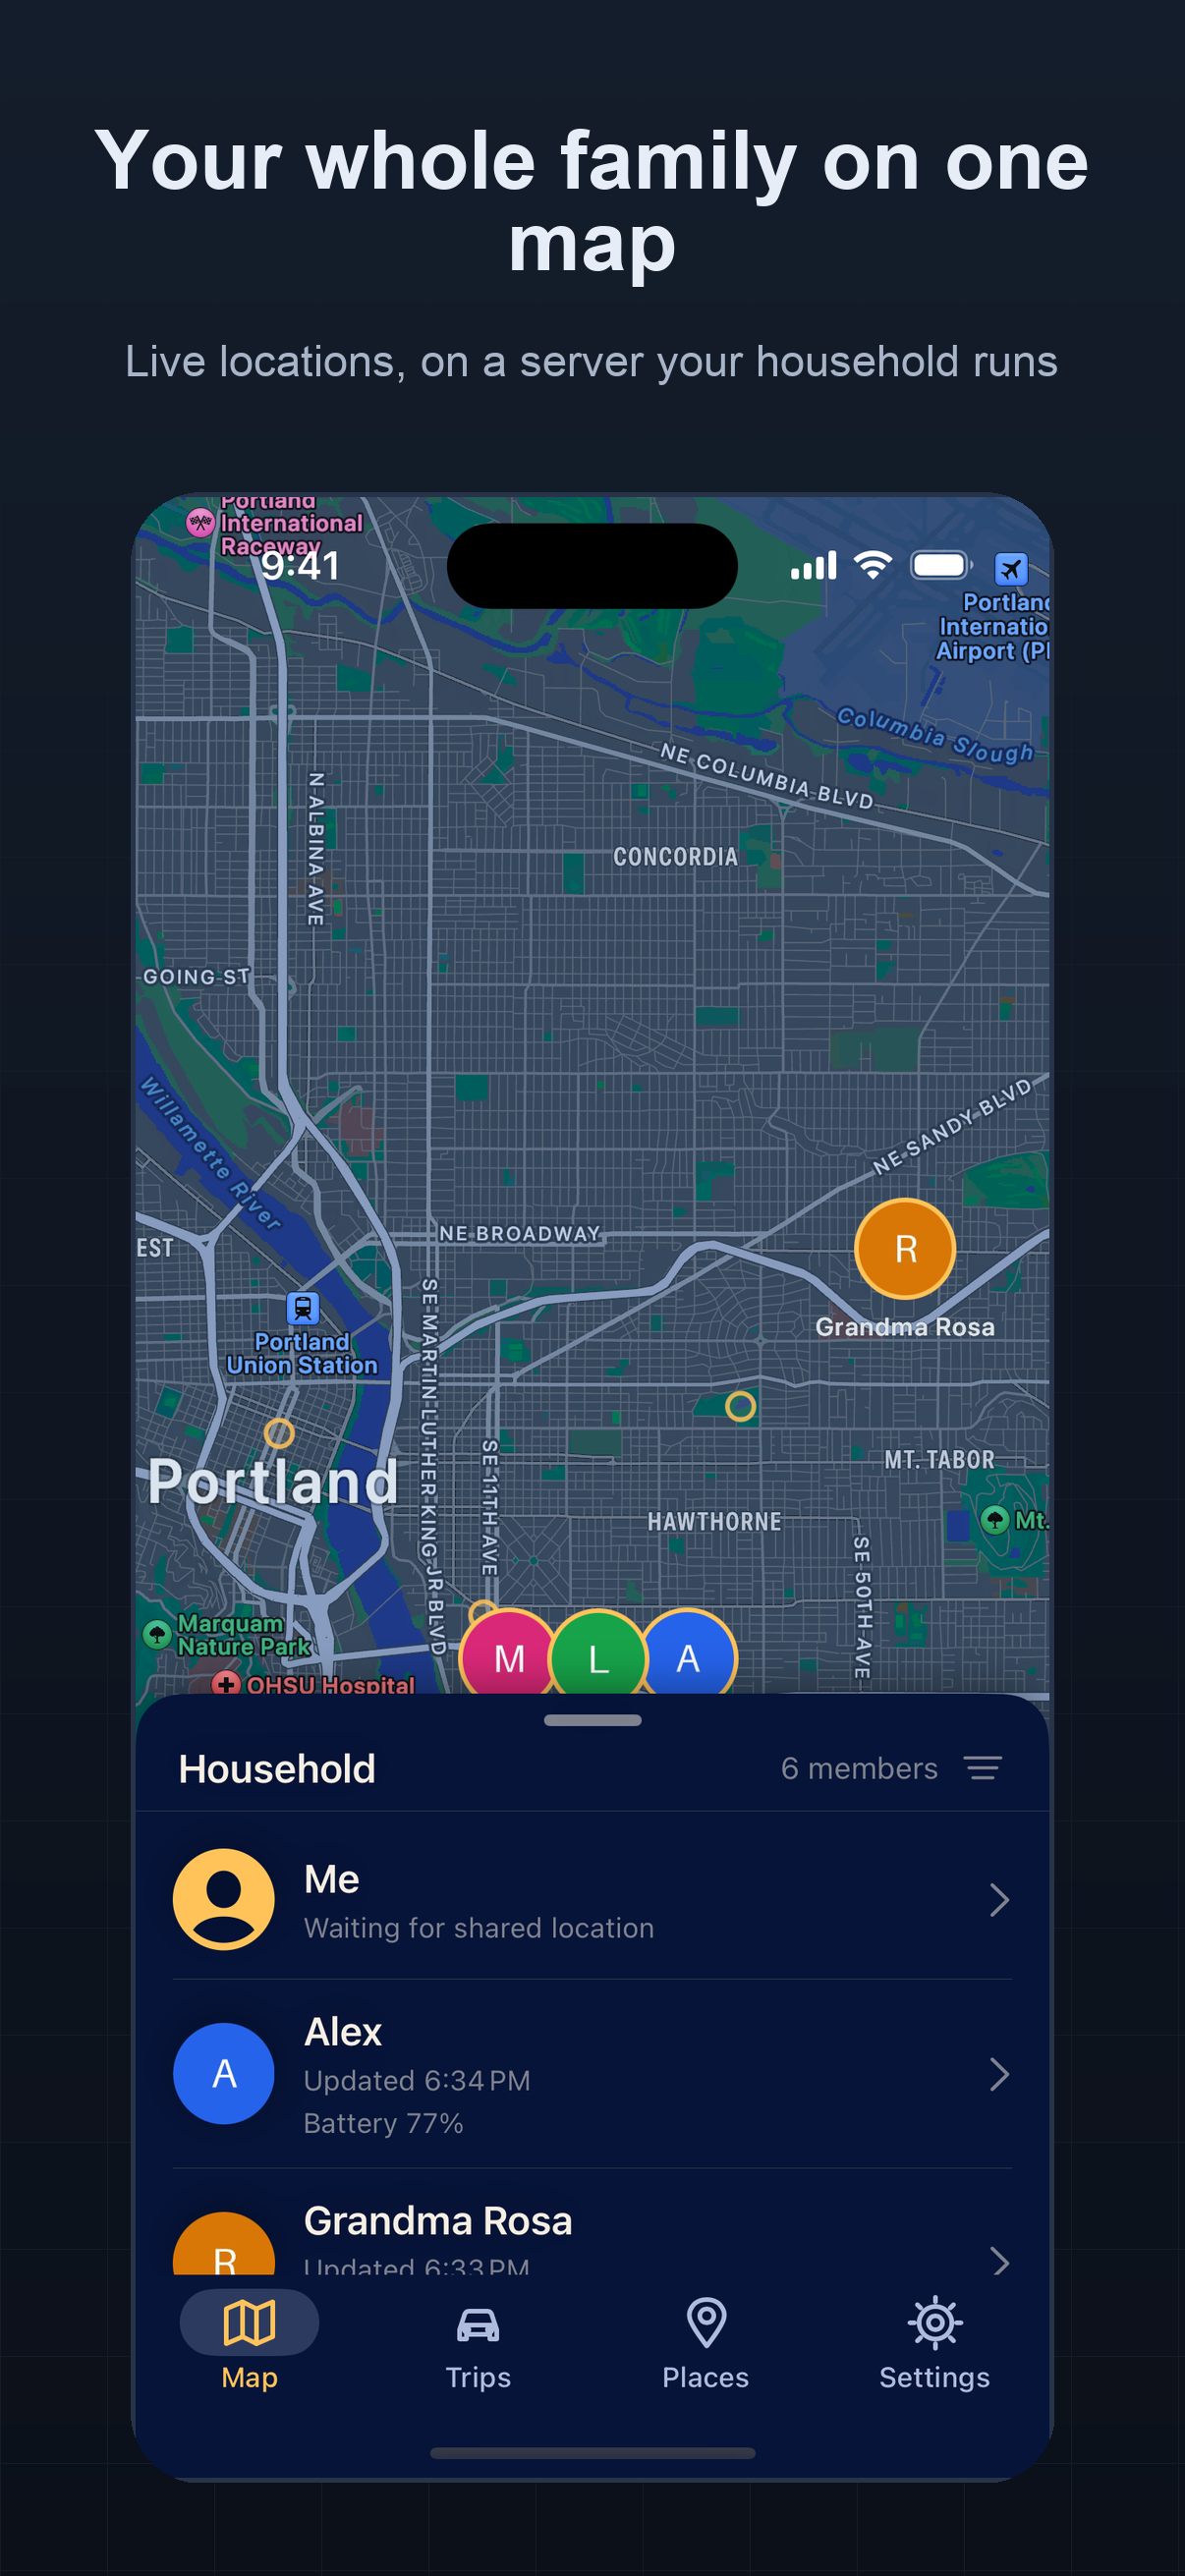 Your whole family on one
map
Live locations, on a server your household runs
Portland
International
Raceway
9:41
Portland
Internatio
Airport (P
Columbia Slough
NE COLUMBIA BLVD
N ALBINA AVE
CONCORDIA
GOING ST
Willamette River
NE SANDY BLVD
NE BROADWAY
EST
R
Grandma Rosa
Portland
Union Station
SE MARTIN LUTHER KING JR BLVD
SE 11TH AVE
MT. TABOR
Portland
HAWTHORNE
Mt.
SE 50TH AVE
Marquam
Nature Park
OHSU Hospital
M
L
A
Household
6 members
Me
Waiting for shared location
A
Alex
Updated 6:34 PM
Battery 77%
R
Grandma Rosa
Updated 6:33 PM
Map
Trips
Places
Settings